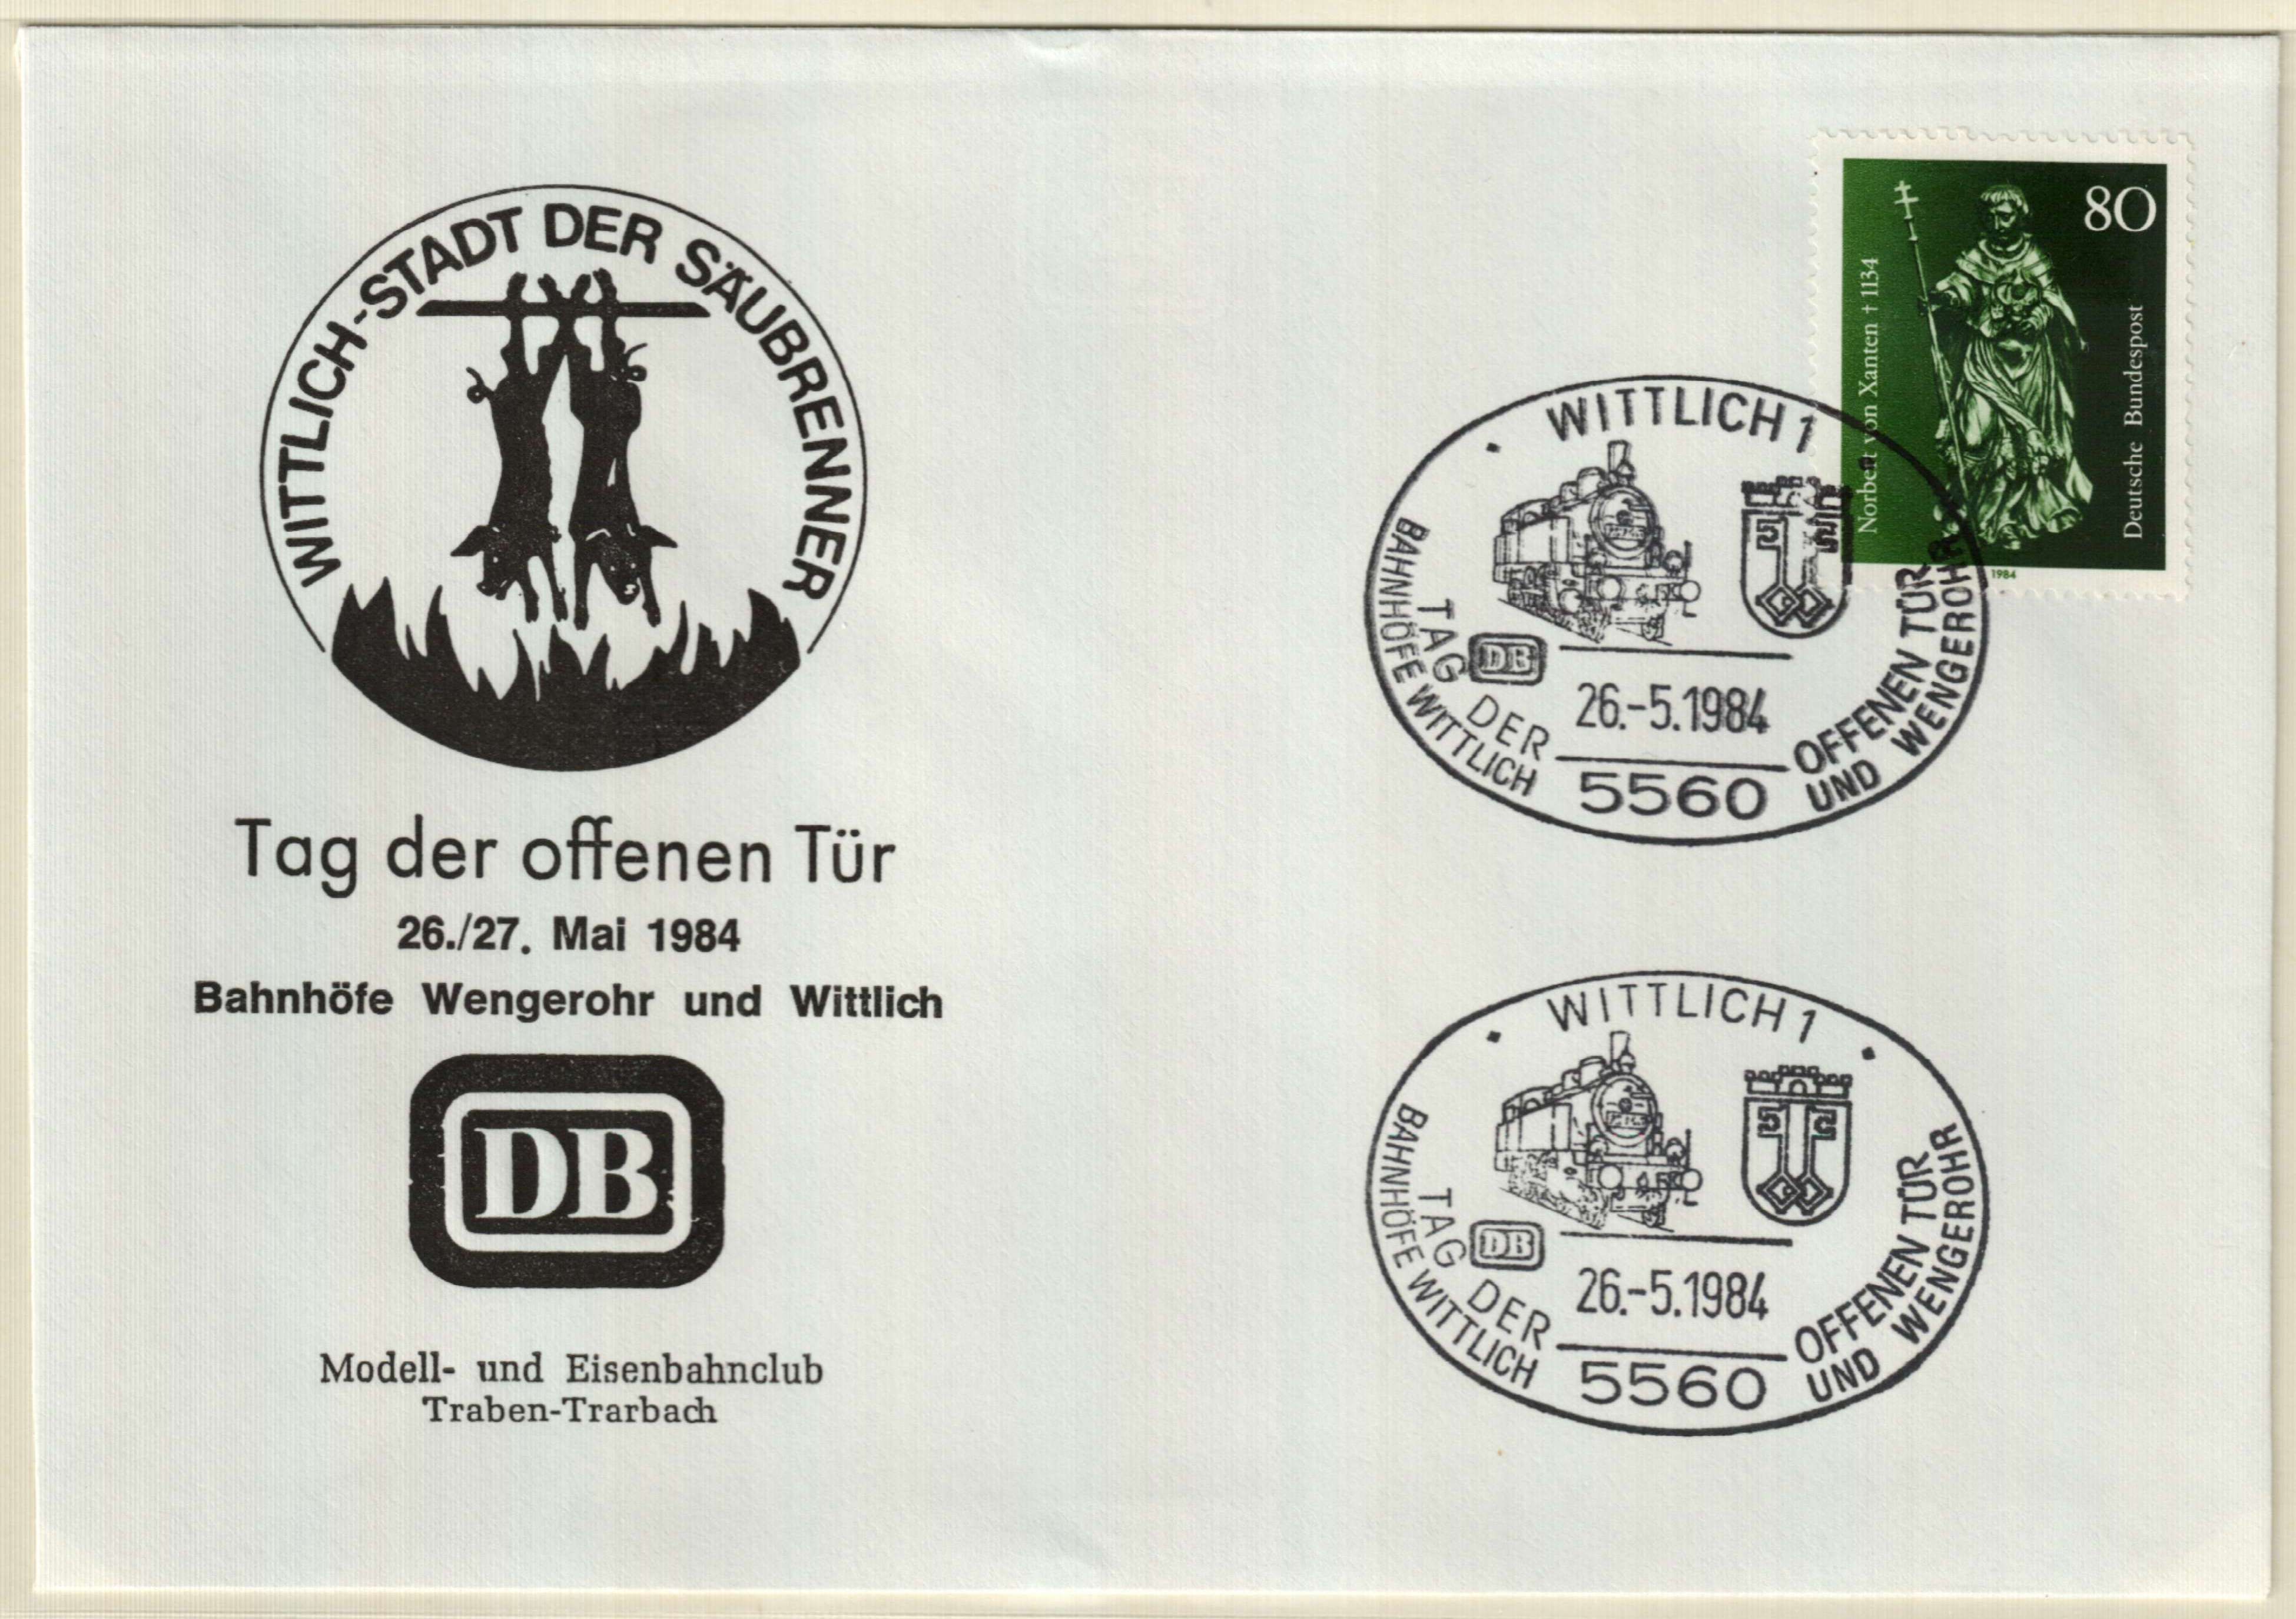 WITTLICH-STADT DER SÄUBRENNER
Tag der offenen Tür
26./27. Mai 1984
Bahnhöfe Wengerohr und Wittlich
DB
Modell- und Eisenbahnclub
Traben-Trarbach
80
Norbert von Xanten † 1134
Deutsche Bundespost
1984
WITTLICH 1
DB
26.-5.1984
5560
TAG DER OFFENEN TÜR
BAHNHÖFE WITTLICH UND WENGEROHR
WITTLICH 1
DB
26.-5.1984
5560
TAG DER OFFENEN TÜR
BAHNHÖFE WITTLICH UND WENGEROHR